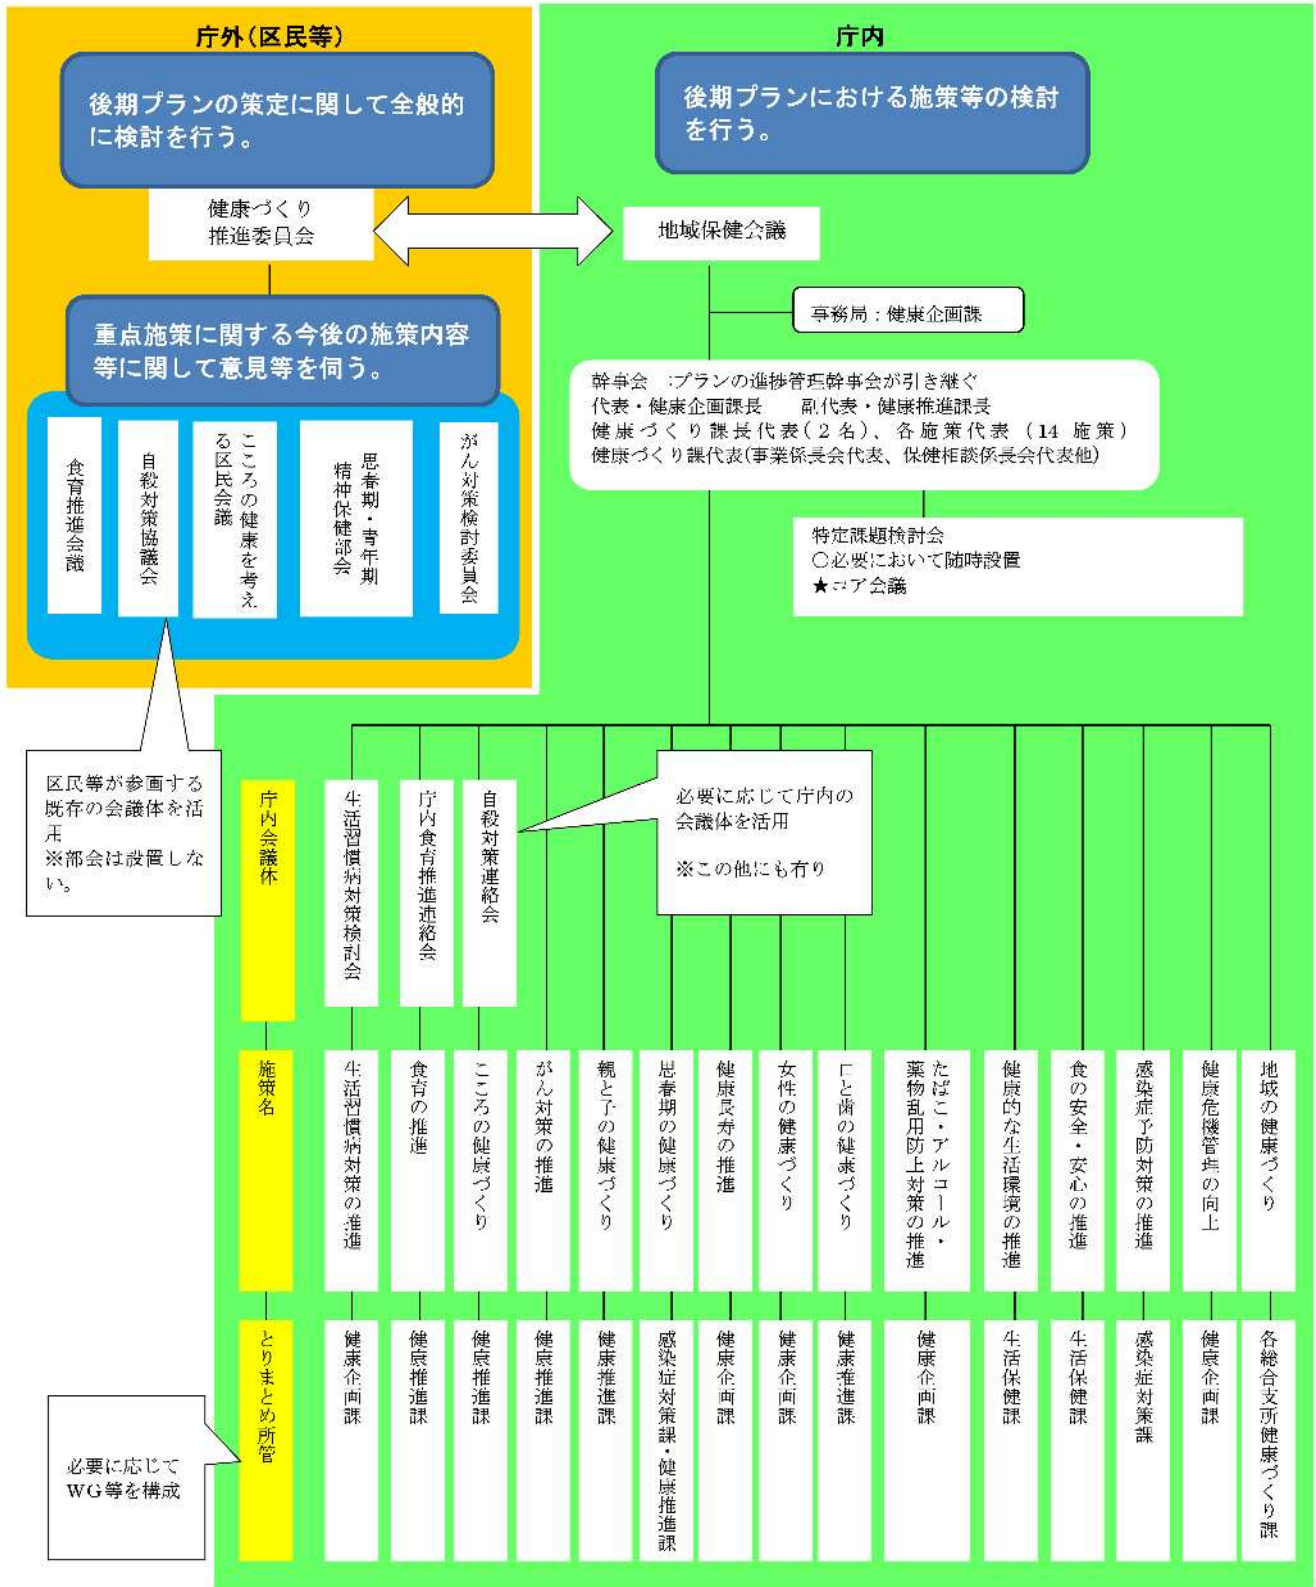 庁外(区民等)
後期プランの策定に関して全般的
に検討を行う。
健康づくり
推進委員会
重点施策に関する今後の施策内容
等に関して意見等を伺う。
食育推進会議
自殺対策協議会
こころの健康を考え
る区民会議
思春期・青年期
精神保健部会
がん対策検討委員会
区民等が参画する
既存の会議体を活
用
※部会は設置しな
い。
庁内
後期プランにおける施策等の検討
を行う。
地域保健会議
事務局：健康企画課
幹事会 :プランの進捗管理幹事会が引き継ぐ
代表・健康企画課長 副代表・健康推進課長
健康づくり課長代表(2名)、各施策代表 (14 施策)
健康づくり課代表(事業係長会代表、保健相談係長会代表他)
特定課題検討会
○必要において随時設置
★コア会議
庁内会議体
生活習慣病対策検討会
庁内食育推進連絡会
自殺対策連絡会
必要に応じて庁内の
会議体を活用
※この他にも有り
施策名
生活習慣病対策の推進
食育の推進
こころの健康づくり
がん対策の推進
親と子の健康づくり
思春期の健康づくり
健康長寿の推進
女性の健康づくり
口と歯の健康づくり
たばこ・アルコール・
薬物乱用防止対策の推進
健康的な生活環境の推進
食の安全・安心の推進
感染症予防対策の推進
健康危機管理の向上
地域の健康づくり
とりまとめ所管
健康企画課
健康推進課
健康推進課
健康推進課
健康推進課
感染症対策課・健康推進課
健康企画課
健康企画課
健康推進課
健康企画課
生活保健課
生活保健課
感染症対策課
健康企画課
各総合支所健康づくり課
必要に応じて
WG等を構成